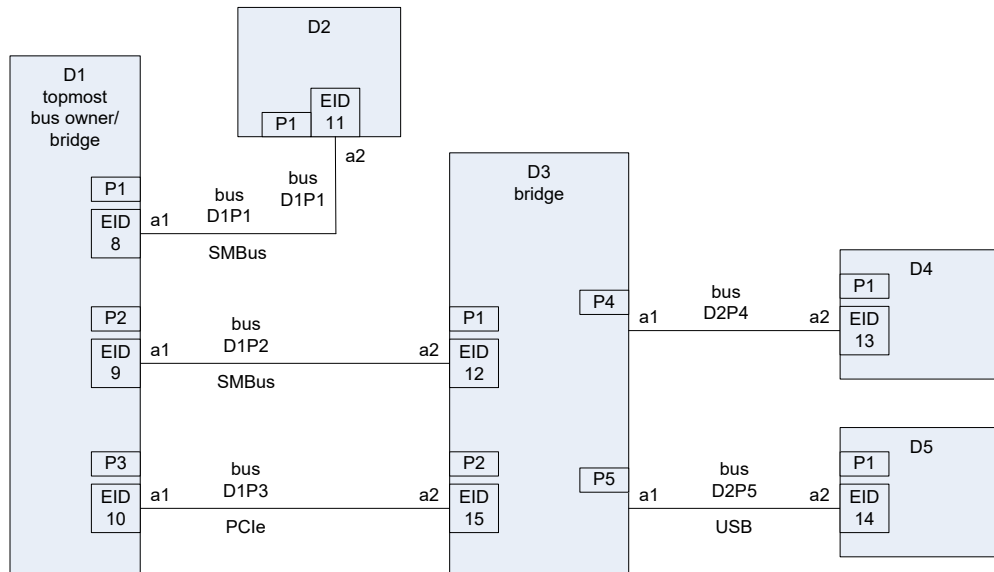 D1
topmost
bus owner/
bridge
P1
EID
8
a1
bus
D1P1
SMBus
bus
D1P1
D2
P1
EID
11
a2
P2
EID
9
a1
bus
D1P2
SMBus
a2
P3
EID
10
a1
bus
D1P3
PCIe
a2
D3
bridge
P1
EID
12
P2
EID
15
P4
a1
bus
D2P4
a2
P5
a1
bus
D2P5
USB
a2
D4
P1
EID
13
D5
P1
EID
14